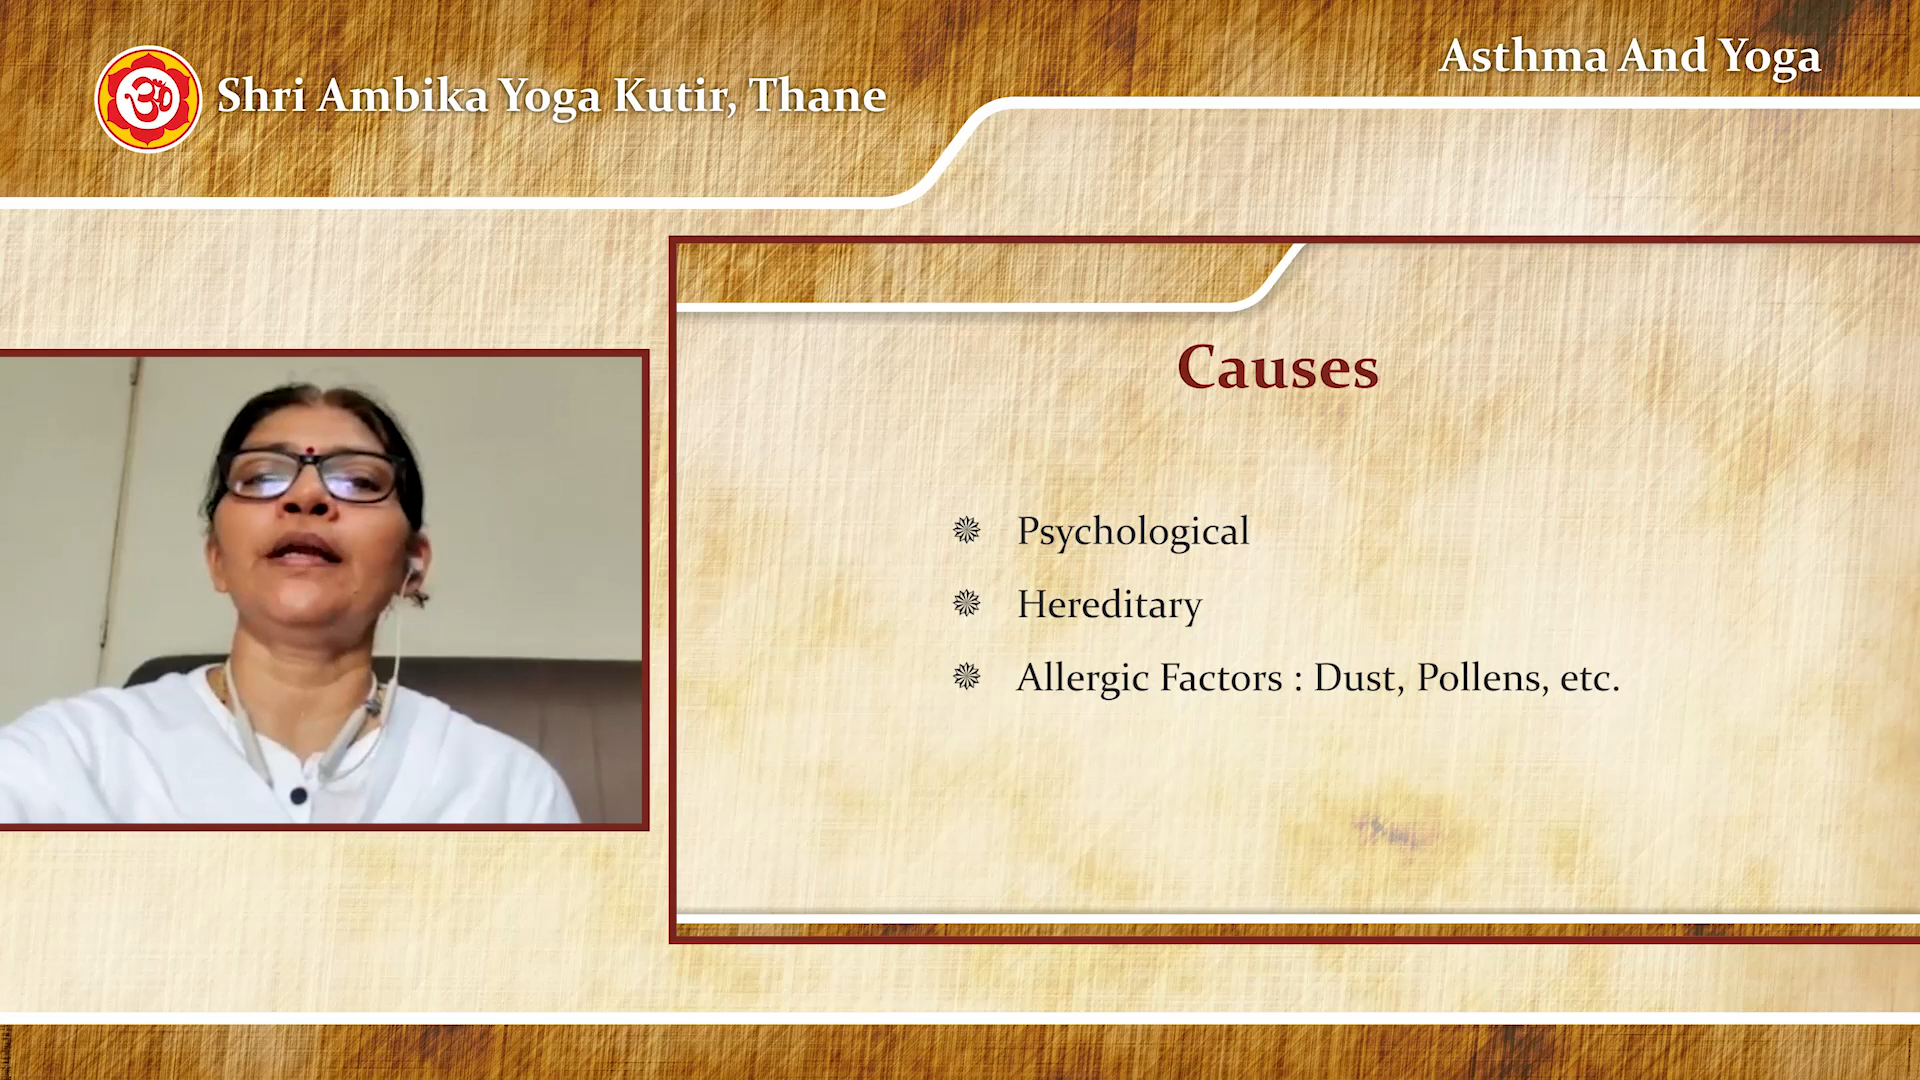 Shri Ambika Yoga Kutir, Thane
Asthma And Yoga
Causes
Psychological
Hereditary
Allergic Factors : Dust, Pollens, etc.